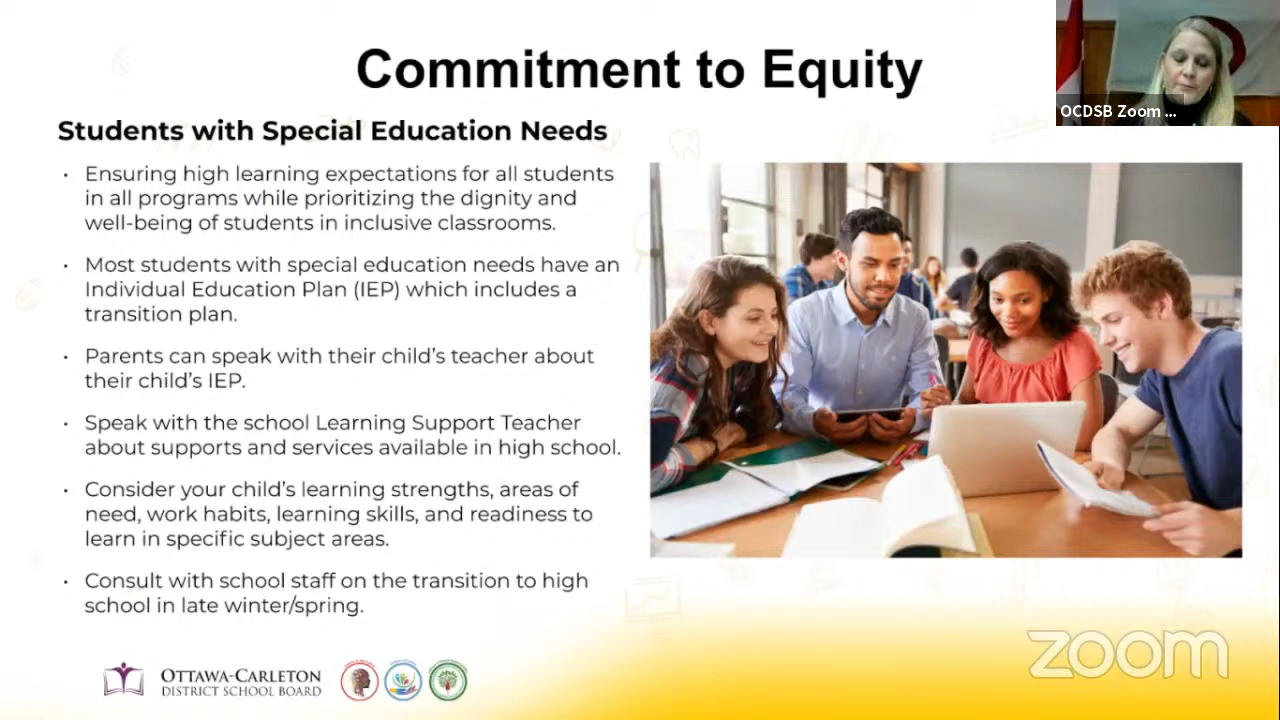 Commitment to Equity
OCDSB Zoom ...
Students with Special Education Needs
· Ensuring high learning expectations for all students
in all programs while prioritizing the dignity and
well-being of students in inclusive classrooms.
· Most students with special education needs have an
Individual Education Plan (IEP) which includes a
transition plan.
· Parents can speak with their child’s teacher about
their child’s IEP.
· Speak with the school Learning Support Teacher
about supports and services available in high school.
· Consider your child’s learning strengths, areas of
need, work habits, learning skills, and readiness to
learn in specific subject areas.
· Consult with school staff on the transition to high
school in late winter/spring.
OTTAWA-CARLETON
DISTRICT SCHOOL BOARD
zoom